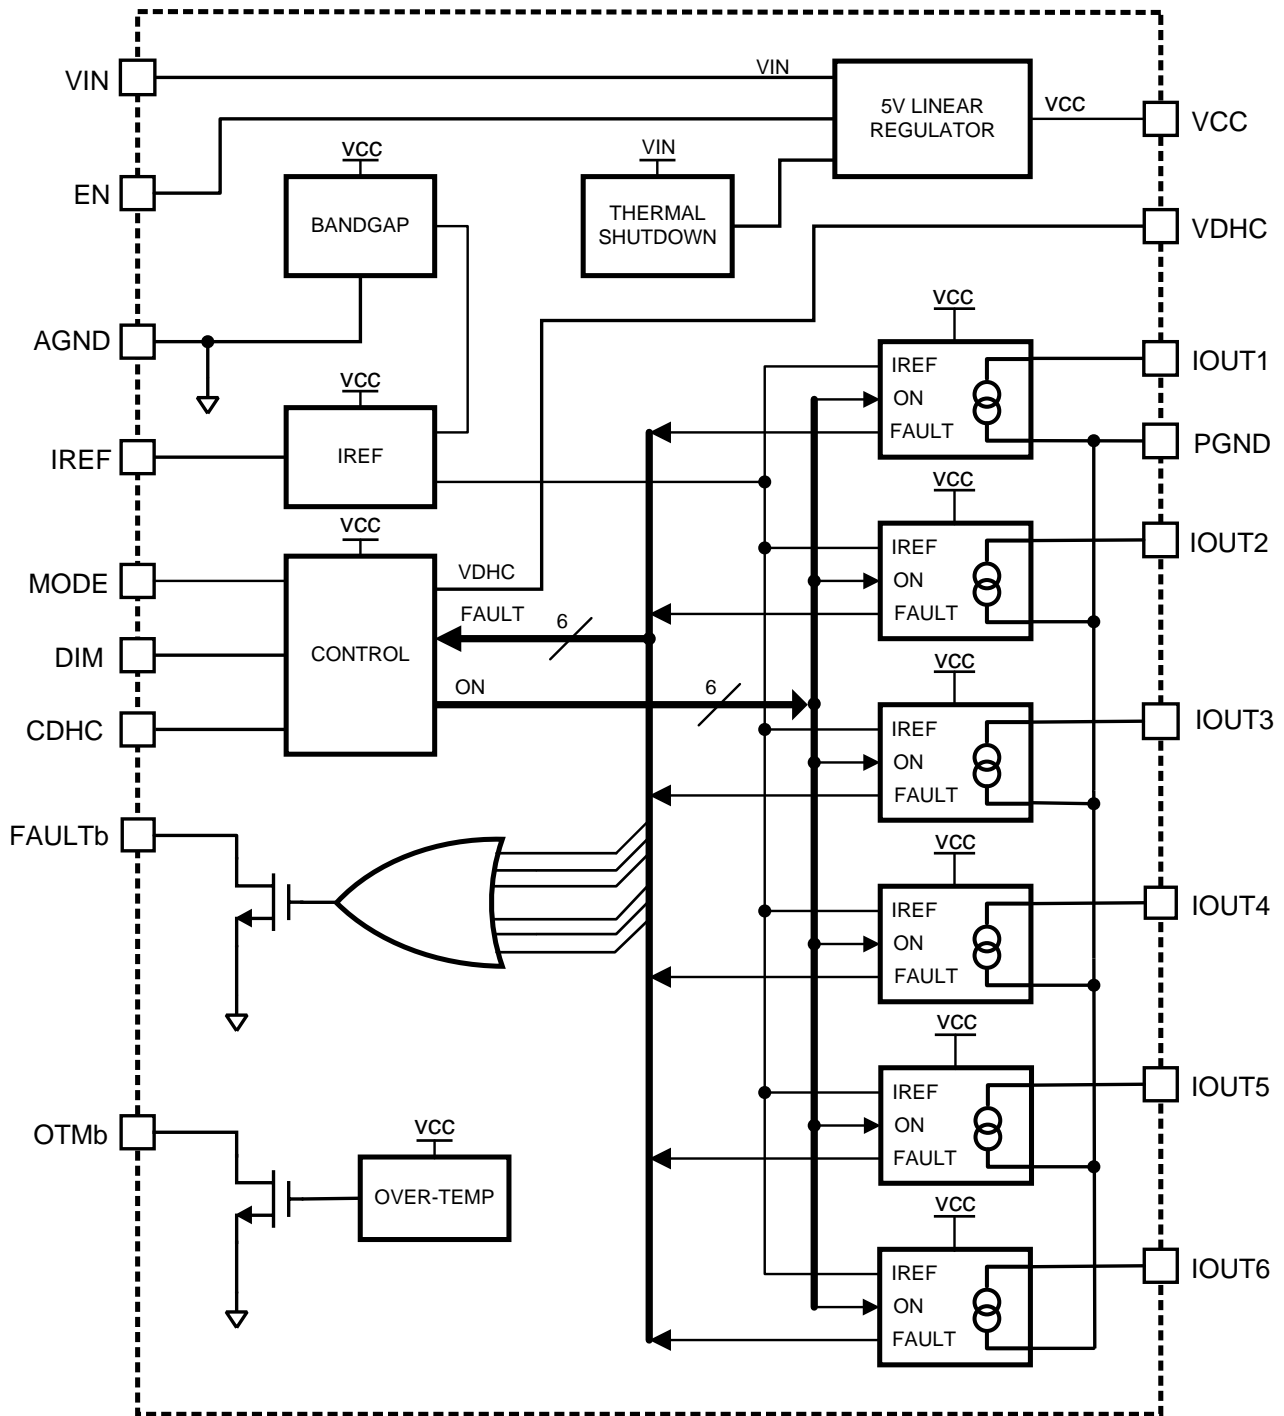 VIN
VIN
5V LINEAR
REGULATOR
VCC
VCC
EN
VCC
BANDGAP
VIN
THERMAL
SHUTDOWN
VDHC
AGND
VCC
IREF
ON
FAULT
IOUT1
PGND
IREF
VCC
IREF
VCC
IREF
ON
FAULT
IOUT2
MODE
DIM
CDHC
VCC
CONTROL
VDHC
FAULT
6
ON
6
VCC
IREF
ON
FAULT
IOUT3
FAULTb
VCC
IREF
ON
FAULT
IOUT4
VCC
IREF
ON
FAULT
IOUT5
OTMb
VCC
OVER-TEMP
VCC
IREF
ON
FAULT
IOUT6